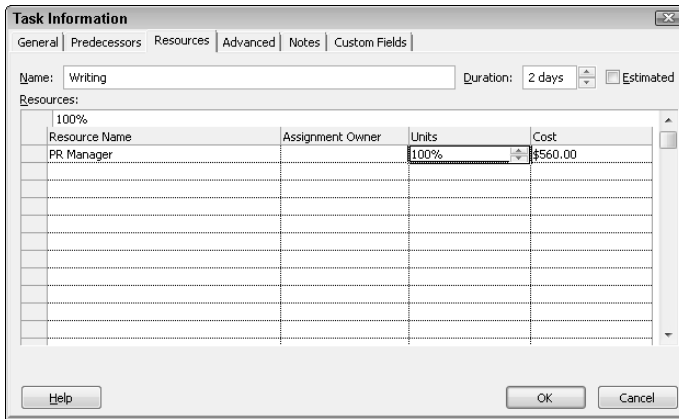 Task Information
General Predecessors Resources Advanced Notes Custom Fields
Name: Writing Duration: 2 days Estimated
Resources:
100%
Resource Name Assignment Owner Units Cost
PR Manager 100% $560.00
Help OK Cancel